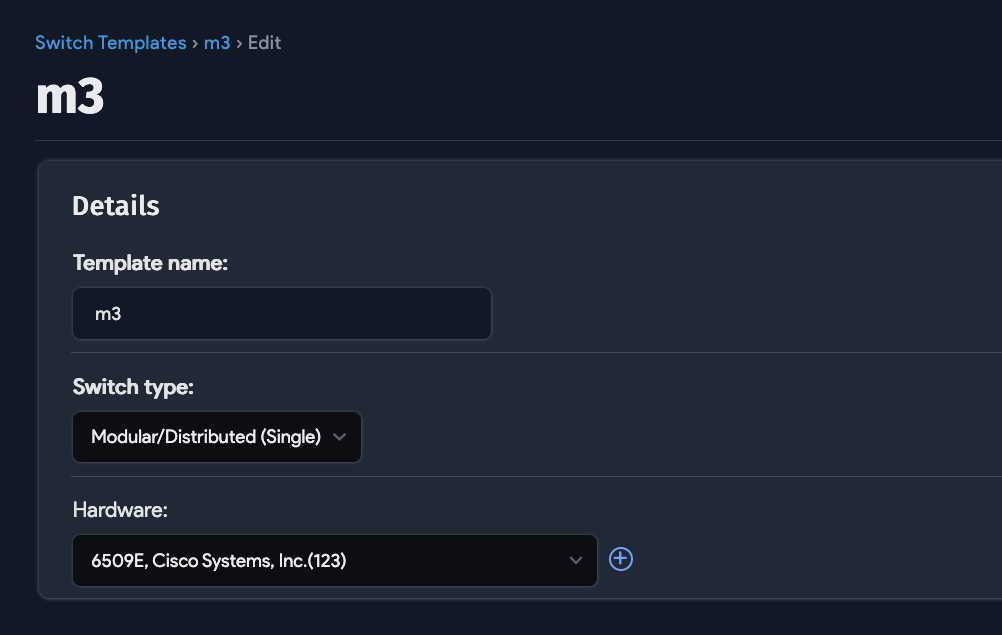 Switch Templates › m3 › Edit
m3
Details
Template name:
m3
Switch type:
Modular/Distributed (Single)
Hardware:
6509E, Cisco Systems, Inc.(123)